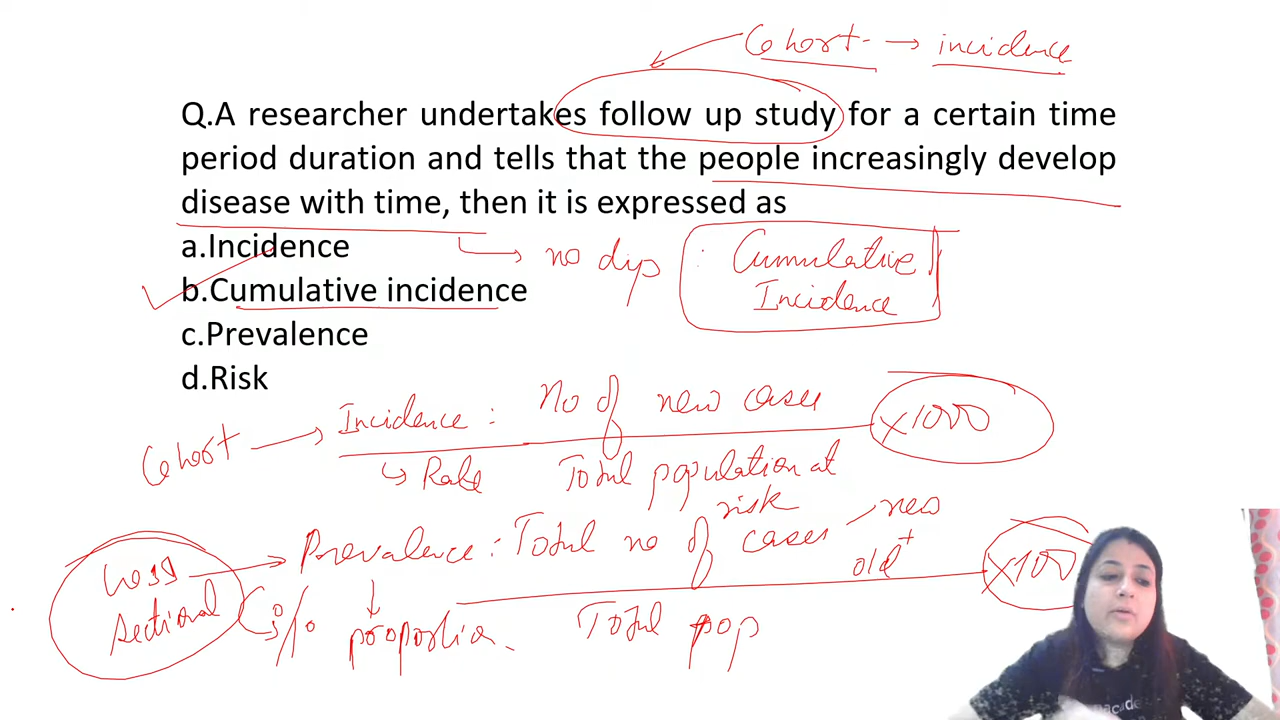 Cohort → incidence
Q.A researcher undertakes follow up study for a certain time
period duration and tells that the people increasingly develop
disease with time, then it is expressed as
a.Incidence
no dip : Cumulative
Incidence
b.Cumulative incidence
c.Prevalence
d.Risk
Cohort → Incidence : No of new cases ×1000
↳ Rate Total population at
risk
Prevalence : Total no of cases new
old + ×100
sectional % proportion Total pop